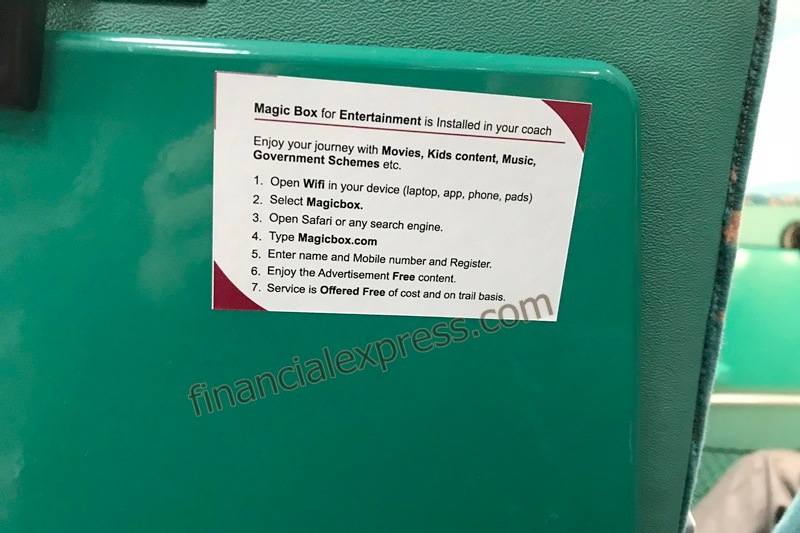 Magic Box for Entertainment is Installed in your coach
Enjoy your journey with Movies, Kids content, Music,
Government Schemes etc.
1. Open Wifi in your device (laptop, app, phone, pads)
2. Select Magicbox.
3. Open Safari or any search engine.
4. Type Magicbox.com
5. Enter name and Mobile number and Register.
6. Enjoy the Advertisement Free content.
7. Service is Offered Free of cost and on trail basis.
financialexpress.com